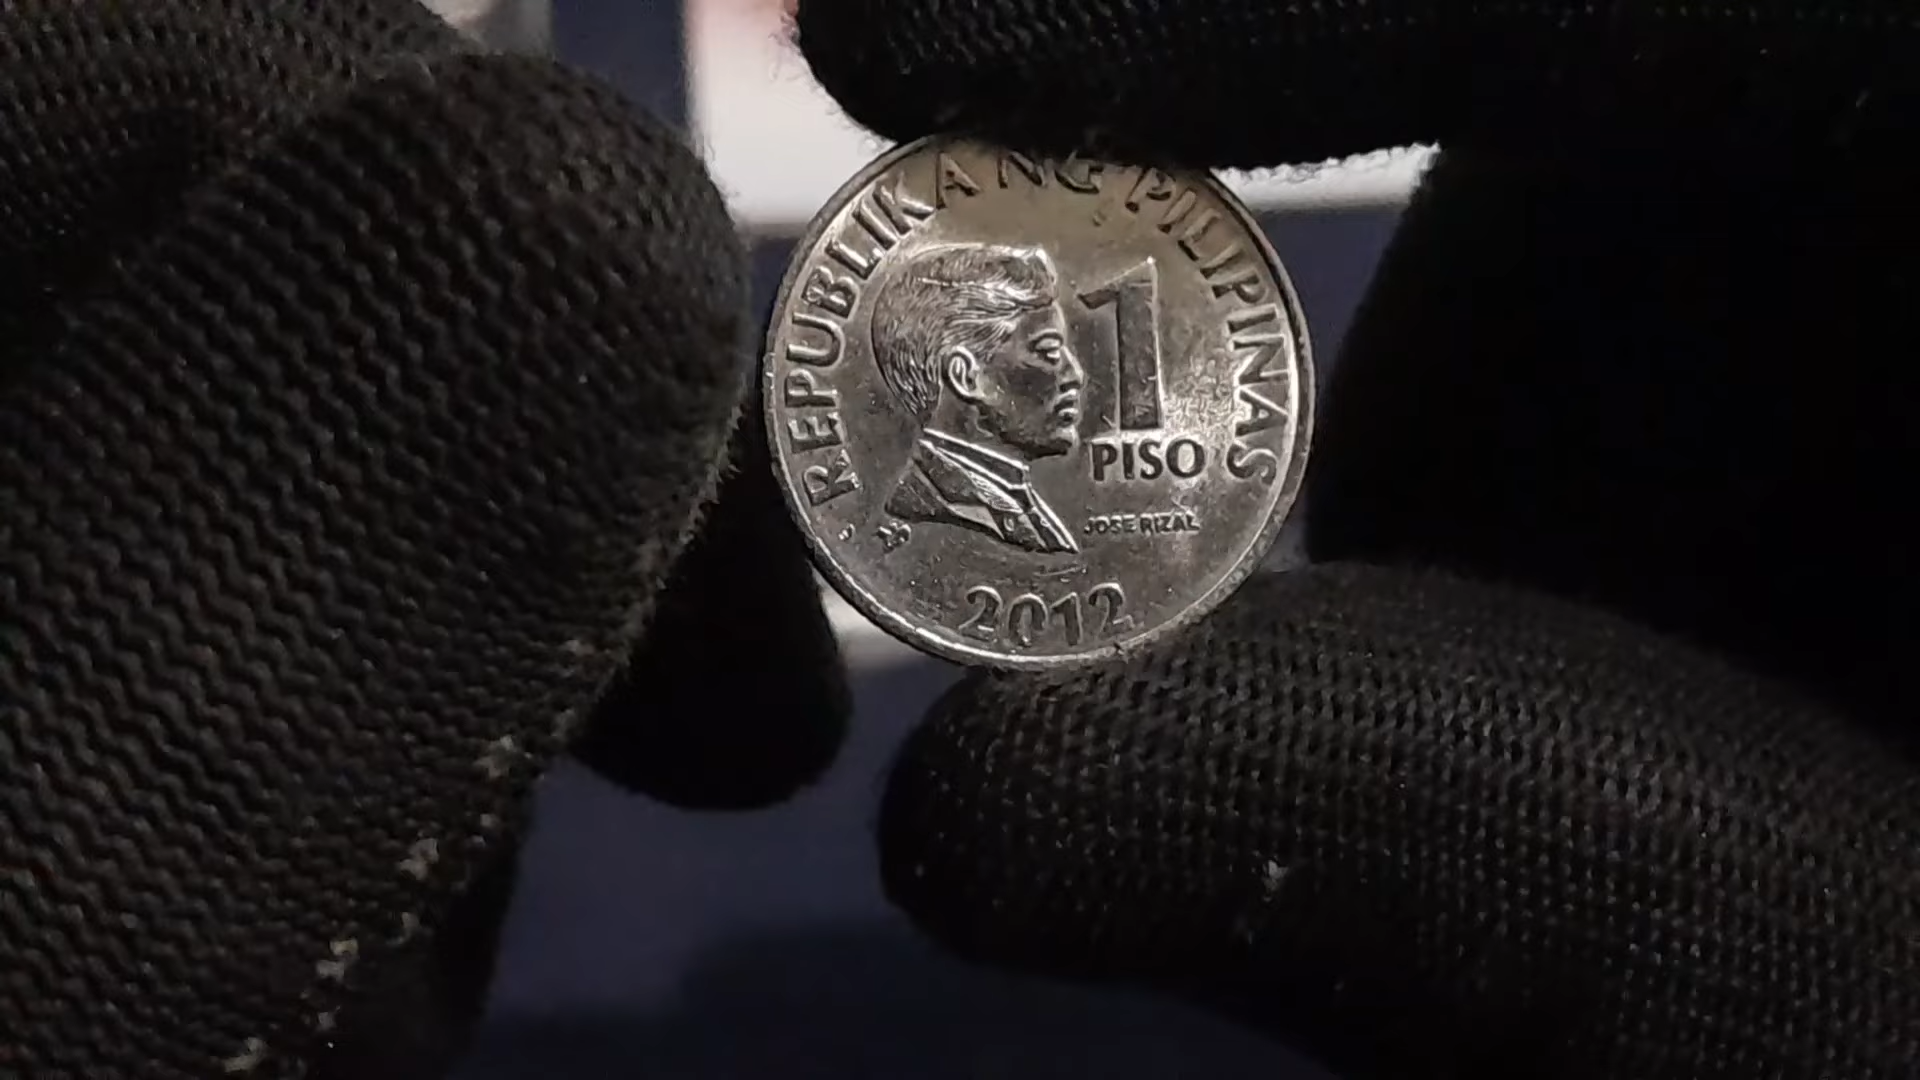 REPUBLIKA NG PILIPINAS
1
PISO
JOSE RIZAL
2012